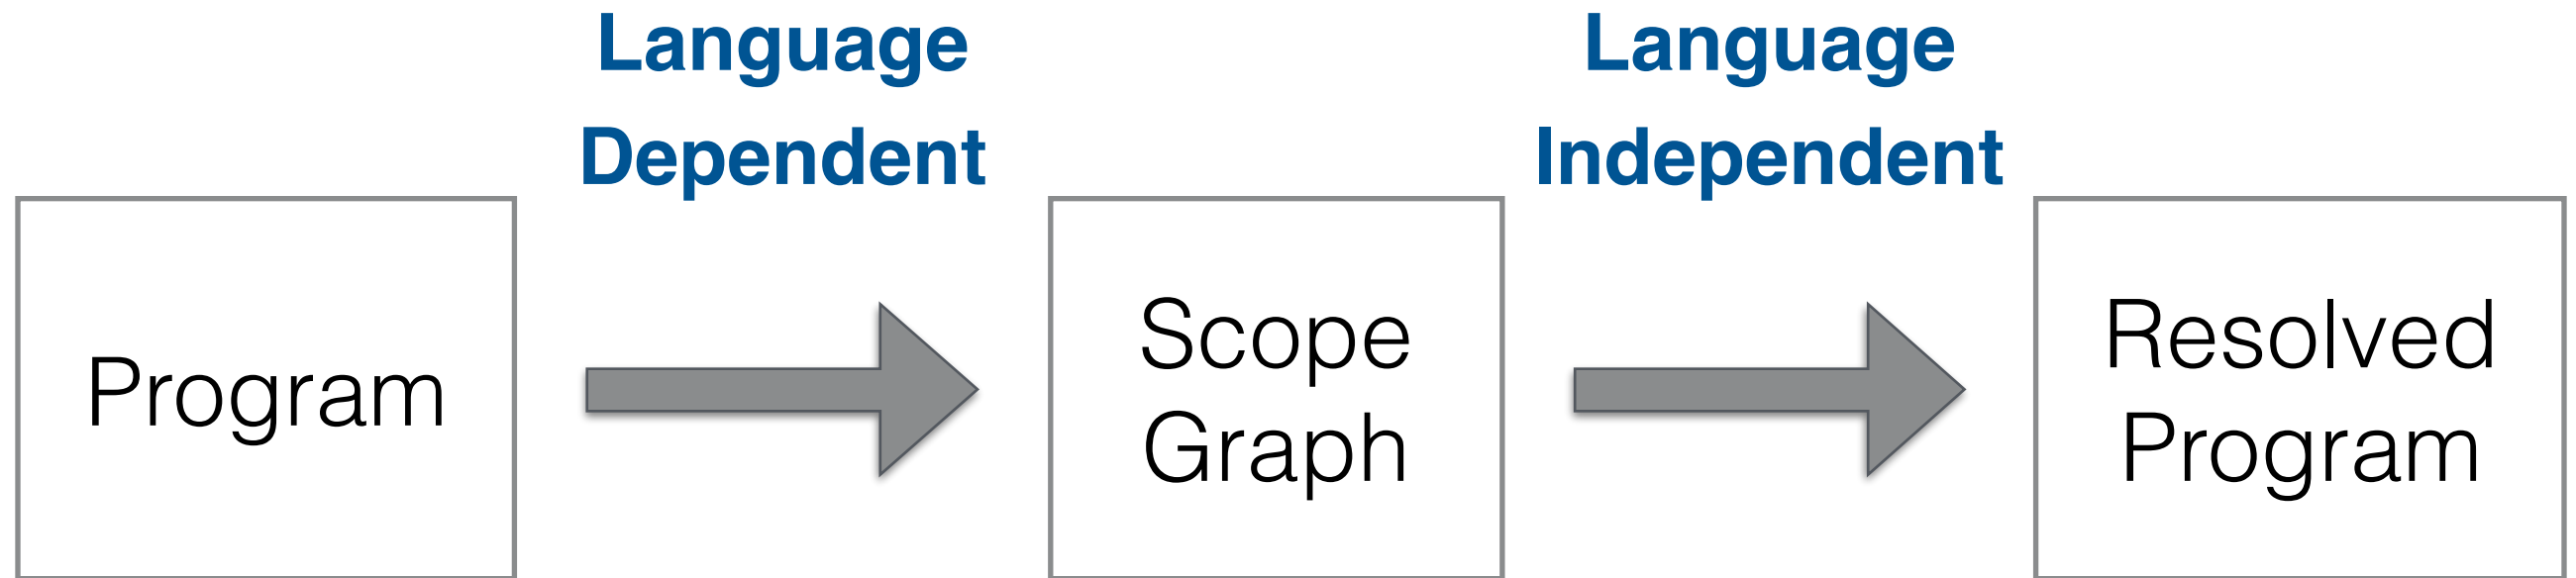 Language
Dependent
Language
Independent
Program
Scope
Graph
Resolved
Program